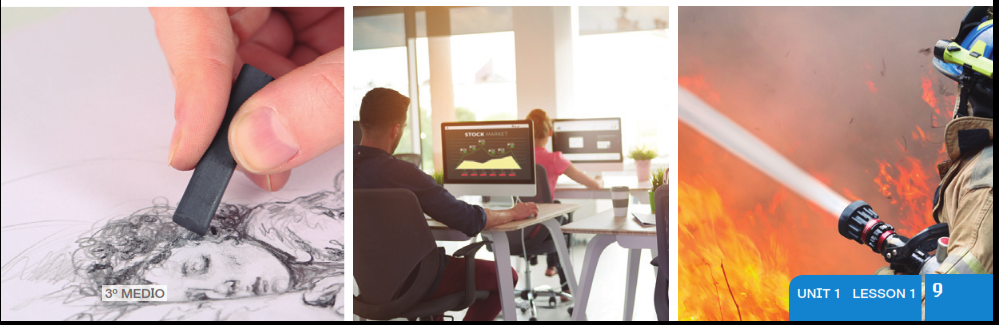 3º MEDIO
STOCK MARKET
UNIT 1 LESSON 1 9